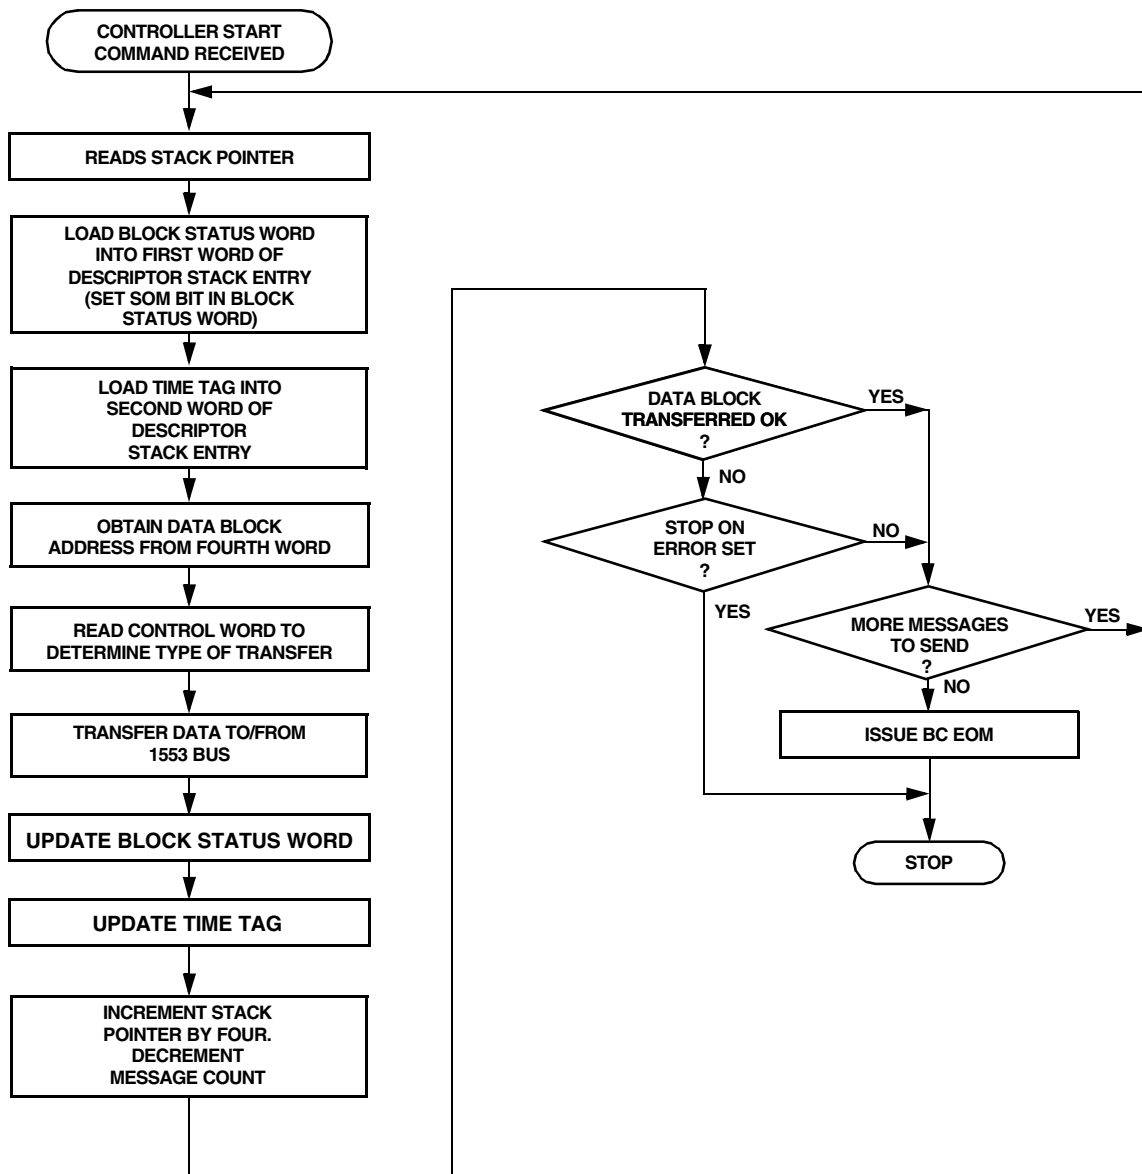 CONTROLLER START
COMMAND RECEIVED
READS STACK POINTER
LOAD BLOCK STATUS WORD
INTO FIRST WORD OF
DESCRIPTOR STACK ENTRY
(SET SOM BIT IN BLOCK
STATUS WORD)
LOAD TIME TAG INTO
SECOND WORD OF
DESCRIPTOR
STACK ENTRY
OBTAIN DATA BLOCK
ADDRESS FROM FOURTH WORD
READ CONTROL WORD TO
DETERMINE TYPE OF TRANSFER
TRANSFER DATA TO/FROM
1553 BUS
UPDATE BLOCK STATUS WORD
UPDATE TIME TAG
INCREMENT STACK
POINTER BY FOUR.
DECREMENT
MESSAGE COUNT
DATA BLOCK
TRANSFERRED OK
?
YES
NO
STOP ON
ERROR SET
?
NO
YES
MORE MESSAGES
TO SEND
?
YES
NO
ISSUE BC EOM
STOP